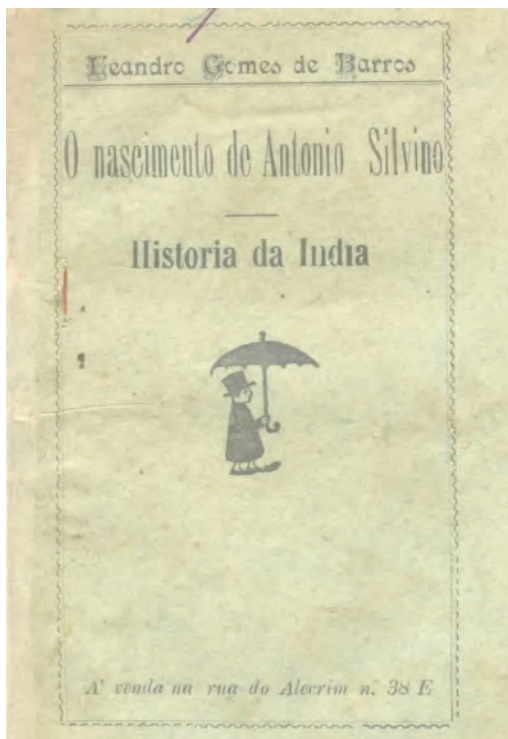 Leandro Gomes de Barros
O nascimento de Antonio Silvino
Historia da India
A' venda na rua do Alecrim n. 38 E